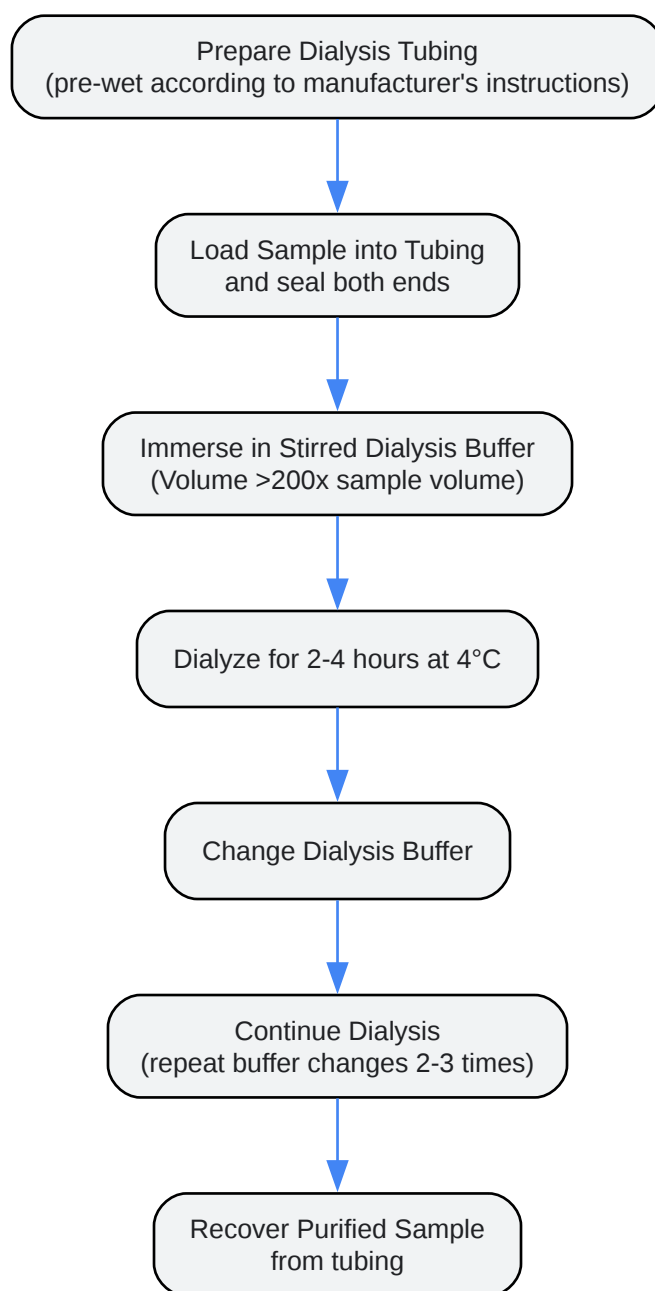 Prepare Dialysis Tubing
(pre-wet according to manufacturer's instructions)
Load Sample into Tubing
and seal both ends
Immerse in Stirred Dialysis Buffer
(Volume >200x sample volume)
Dialyze for 2-4 hours at 4°C
Change Dialysis Buffer
Continue Dialysis
(repeat buffer changes 2-3 times)
Recover Purified Sample
from tubing